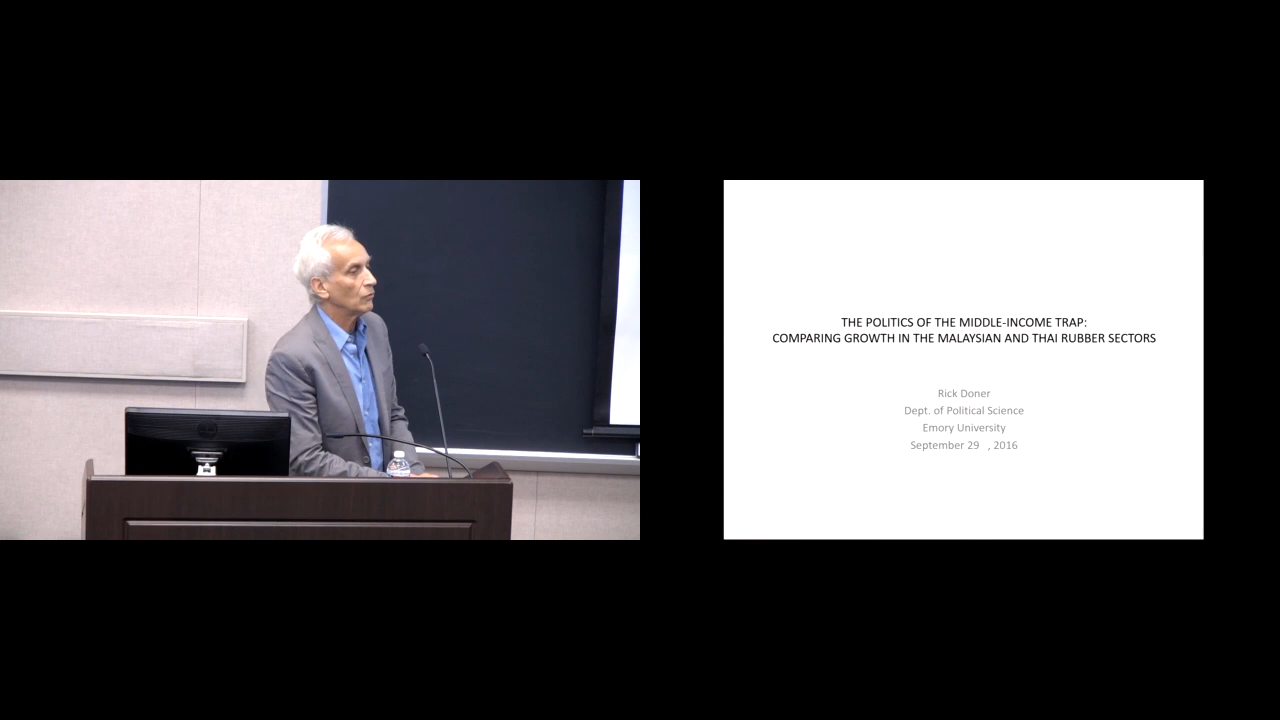 THE POLITICS OF THE MIDDLE-INCOME TRAP:
COMPARING GROWTH IN THE MALAYSIAN AND THAI RUBBER SECTORS
Rick Doner
Dept. of Political Science
Emory University
September 29 , 2016